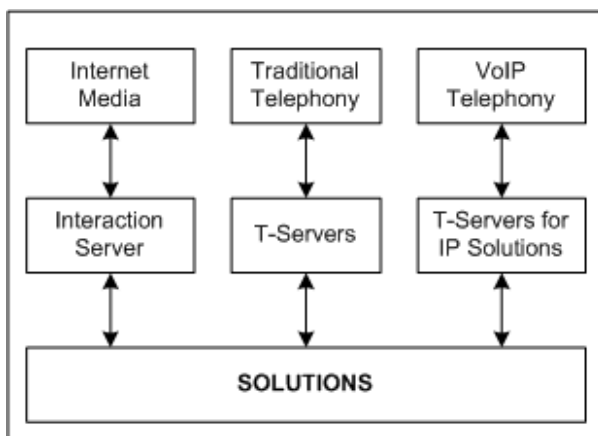 Internet
Media
Traditional
Telephony
VoIP
Telephony
Interaction
Server
T-Servers
T-Servers for
IP Solutions
SOLUTIONS